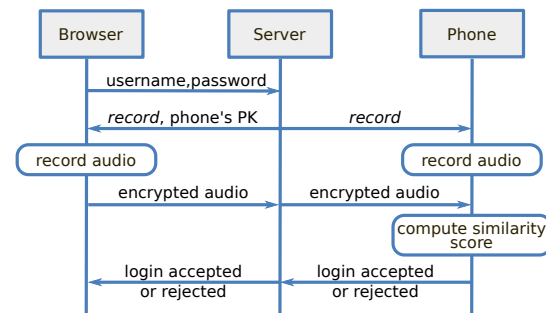 Browser Server Phone
username,password
record, phone's PK record
record audio record audio
encrypted audio encrypted audio
compute similarity
score
login accepted login accepted
or rejected or rejected